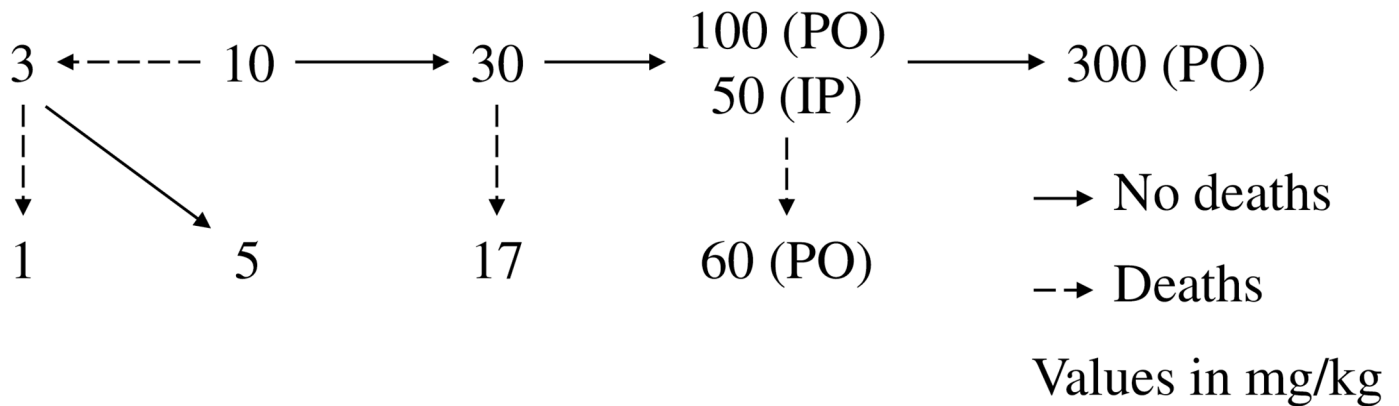 3 10 30 100 (PO) 300 (PO)
50 (IP)
1 5 17 60 (PO)
No deaths
Deaths
Values in mg/kg